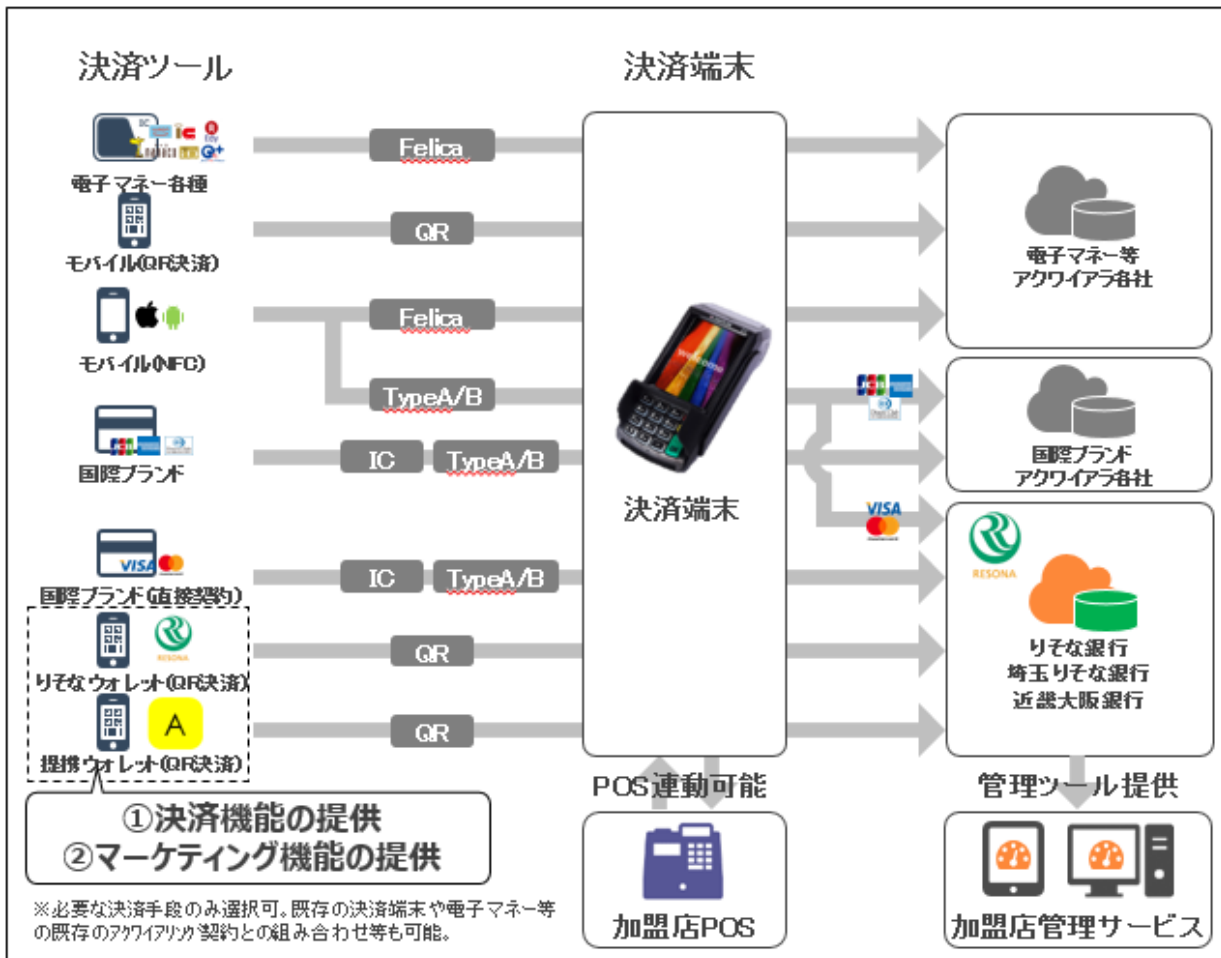 決済ツール
決済端末
電子マネー各種
Felica
モバイル(QR決済)
QR
モバイル(NFC)
Felica
TypeA/B
国際ブランド
IC
TypeA/B
VISA
国際ブランド(直接契約)
IC
TypeA/B
RESONA
りそなウォレット(QR決済)
QR
A
提携ウォレット(QR決済)
QR
①決済機能の提供
②マーケティング機能の提供
※必要な決済手段のみ選択可。既存の決済端末や電子マネー等
の既存のアクワイアリング契約との組み合わせ等も可能。
welcome
決済端末
POS連動可能
加盟店POS
電子マネー等
アクワイアラ各社
JCB
国際ブランド
アクワイアラ各社
VISA
RESONA
りそな銀行
埼玉りそな銀行
近畿大阪銀行
管理ツール提供
加盟店管理サービス